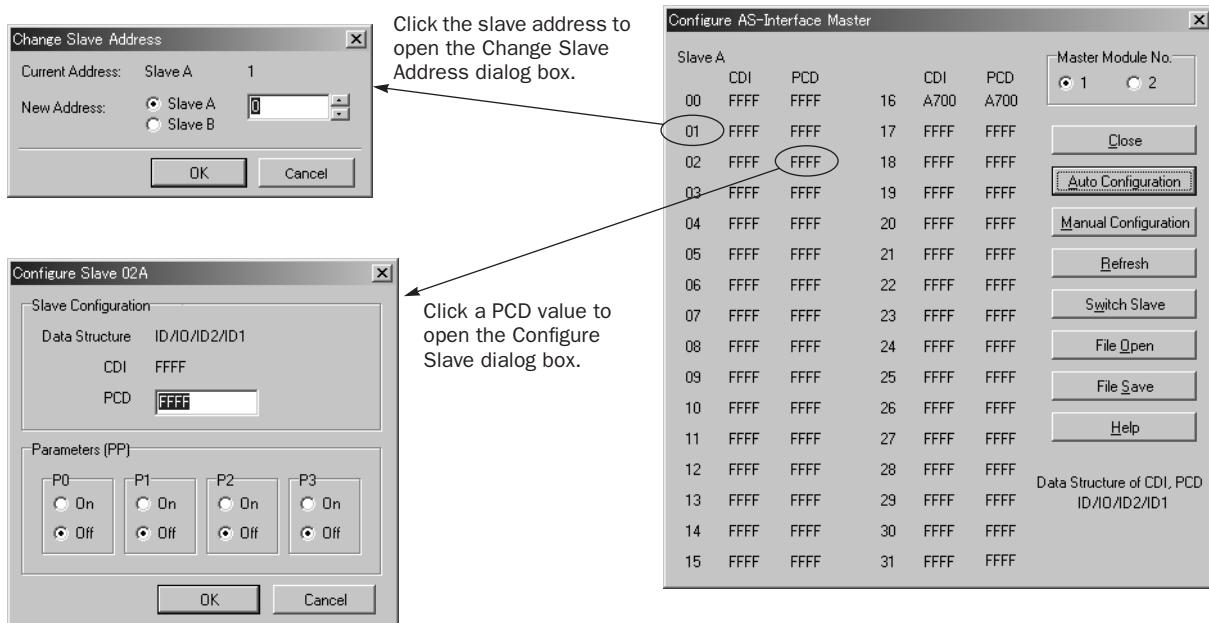 Change Slave Address
Current Address: Slave A 1
New Address: Slave A 0
Slave B
OK Cancel
Click the slave address to
open the Change Slave
Address dialog box.
Configure Slave 02A
Slave Configuration
Data Structure ID/IO/ID2/ID1
CDI FFFF
PCD FFFF
Parameters (PP)
P0 P1 P2 P3
On On On On
Off Off Off Off
OK Cancel
Click a PCD value to
open the Configure
Slave dialog box.
Configure AS-Interface Master
Slave A
CDI PCD CDI PCD
00 FFFF FFFF 16 A700 A700
01 FFFF FFFF 17 FFFF FFFF
02 FFFF FFFF 18 FFFF FFFF
03 FFFF FFFF 19 FFFF FFFF
04 FFFF FFFF 20 FFFF FFFF
05 FFFF FFFF 21 FFFF FFFF
06 FFFF FFFF 22 FFFF FFFF
07 FFFF FFFF 23 FFFF FFFF
08 FFFF FFFF 24 FFFF FFFF
09 FFFF FFFF 25 FFFF FFFF
10 FFFF FFFF 26 FFFF FFFF
11 FFFF FFFF 27 FFFF FFFF
12 FFFF FFFF 28 FFFF FFFF
13 FFFF FFFF 29 FFFF FFFF
14 FFFF FFFF 30 FFFF FFFF
15 FFFF FFFF 31 FFFF FFFF
Master Module No.
1 2
Close
Auto Configuration
Manual Configuration
Refresh
Switch Slave
File Open
File Save
Help
Data Structure of CDI, PCD
ID/IO/ID2/ID1